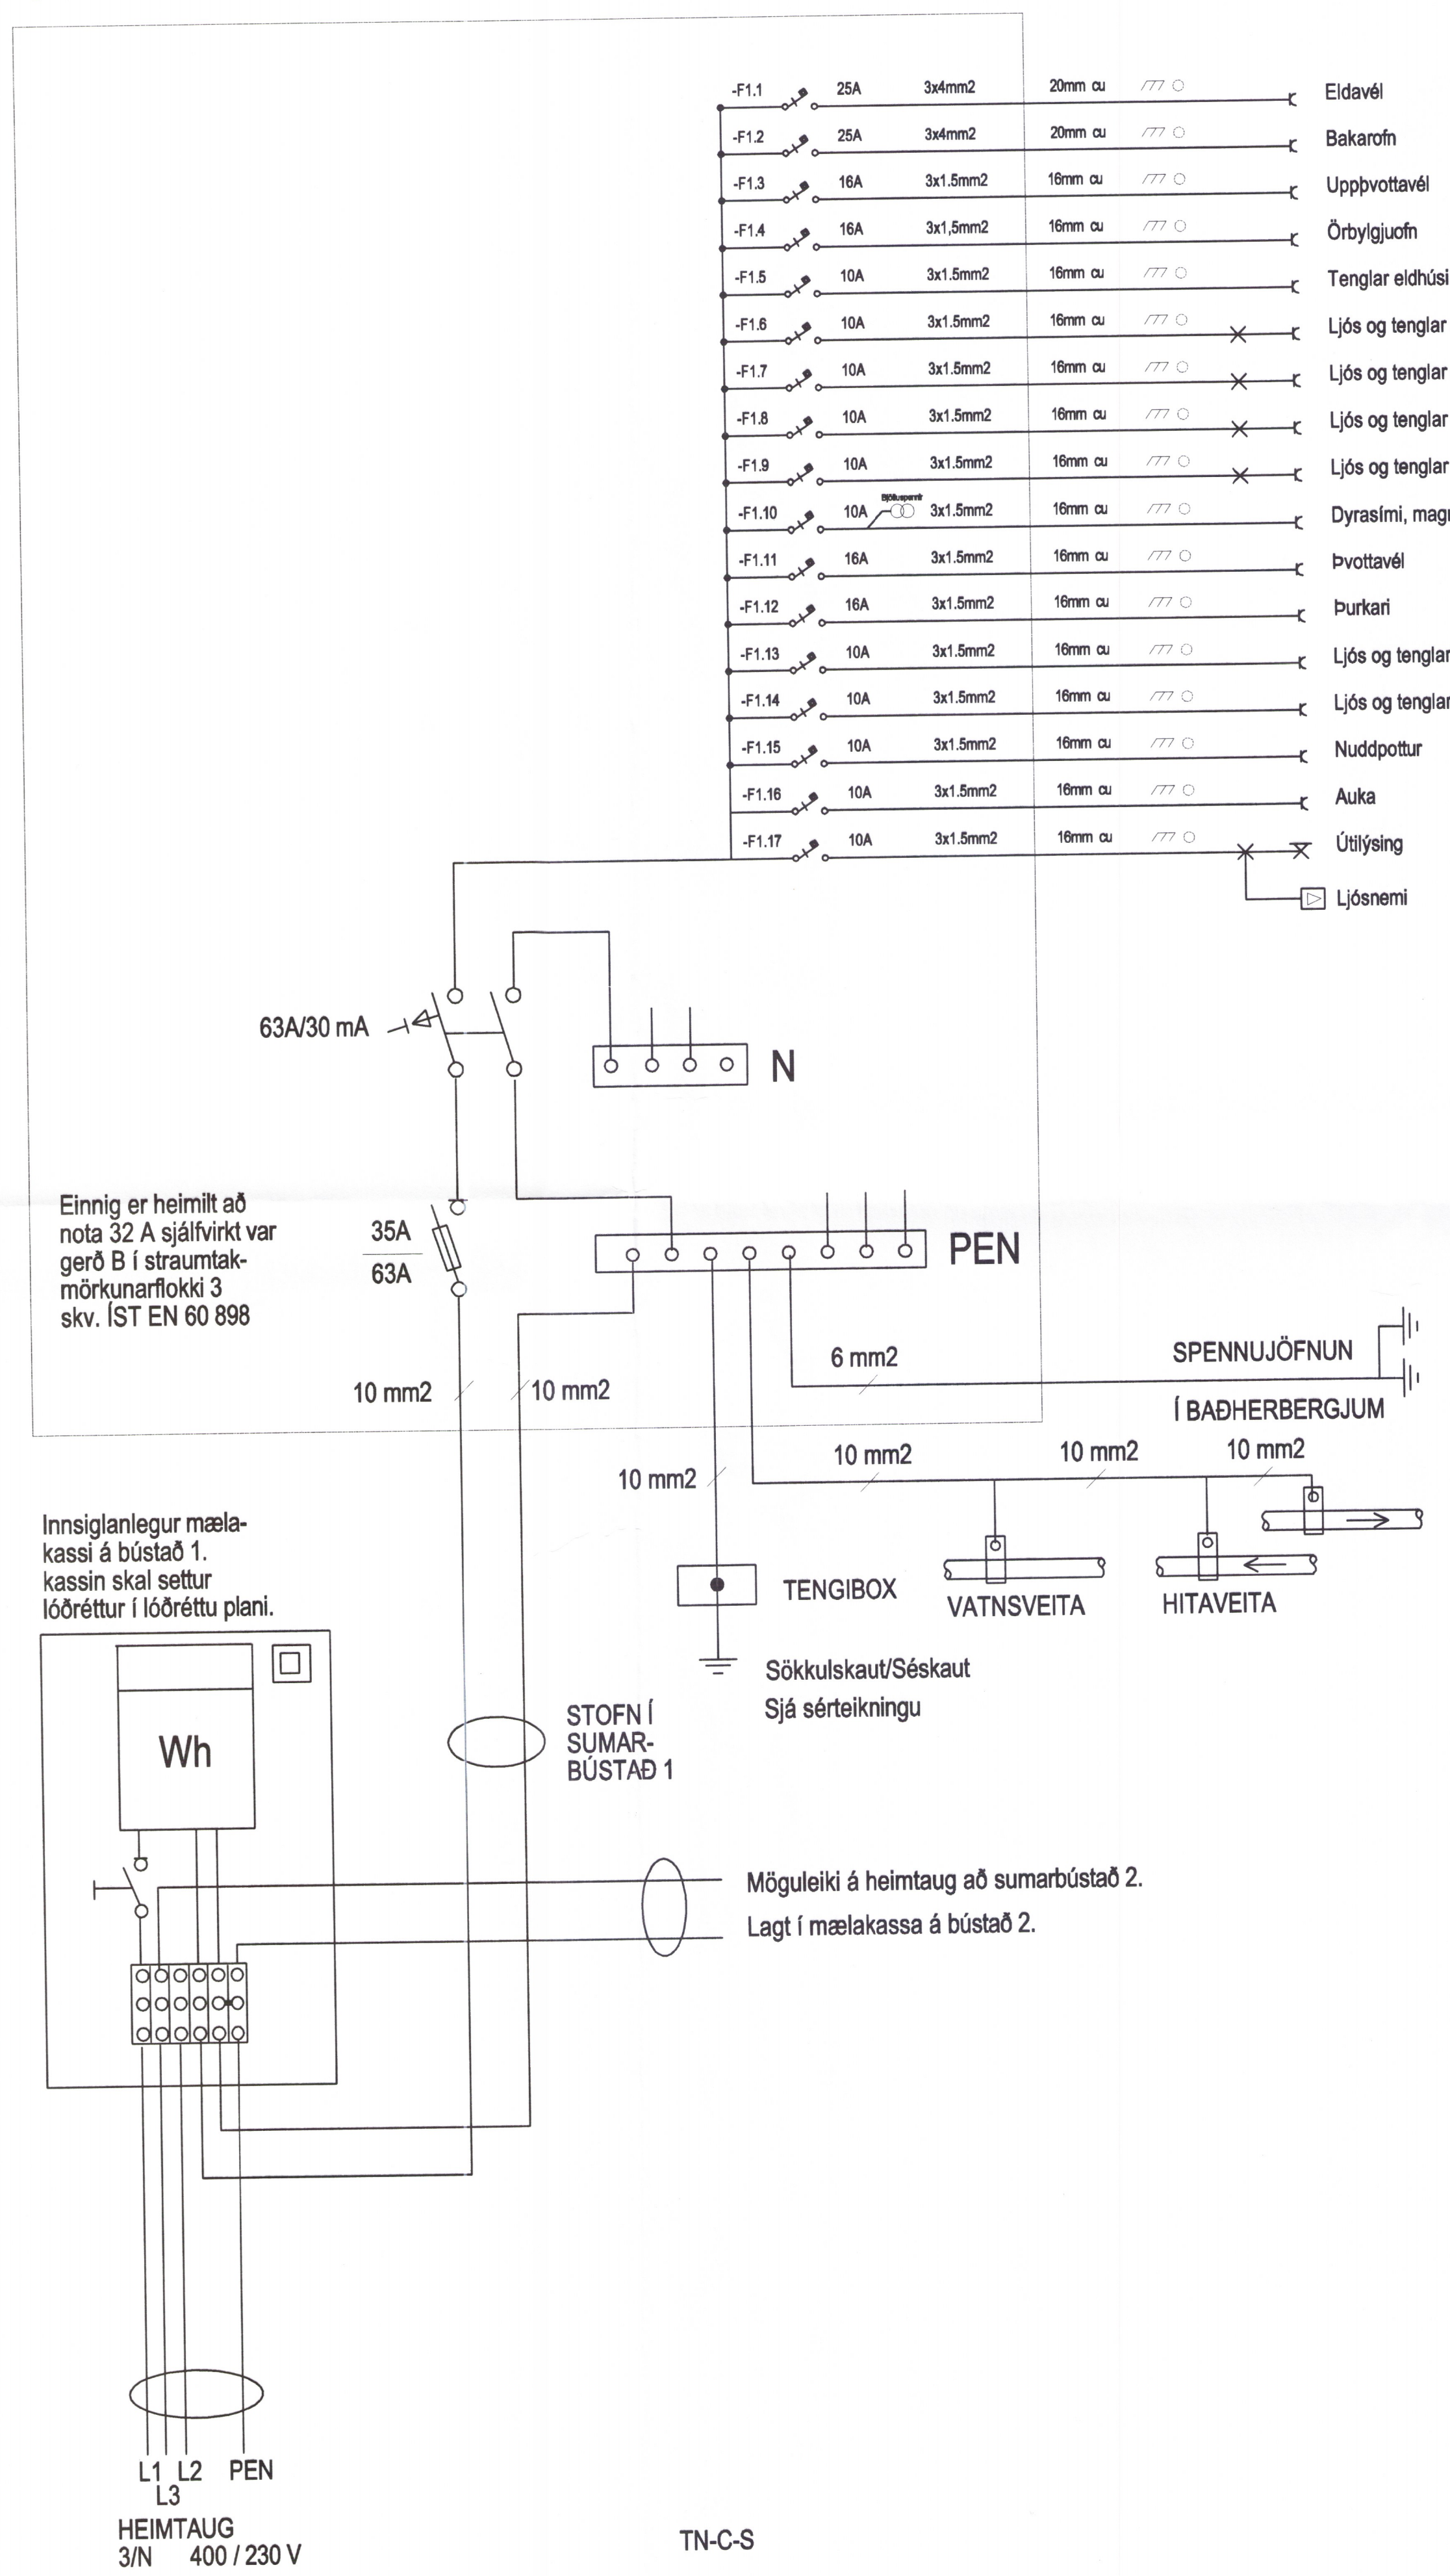 -F1.1 25A 3x4mm2 20mm cu Eldavél
-F1.2 25A 3x4mm2 20mm cu Bakarofn
-F1.3 16A 3x1.5mm2 16mm cu Uppþvottavél
-F1.4 16A 3x1,5mm2 16mm cu Örbylgjuofn
-F1.5 10A 3x1.5mm2 16mm cu Tenglar eldhúsi
-F1.6 10A 3x1.5mm2 16mm cu Ljós og tenglar
-F1.7 10A 3x1.5mm2 16mm cu Ljós og tenglar
-F1.8 10A 3x1.5mm2 16mm cu Ljós og tenglar
-F1.9 10A 3x1.5mm2 16mm cu Ljós og tenglar
Bjölluspennir
-F1.10 10A 3x1.5mm2 16mm cu Dyrasími,
-F1.11 16A 3x1.5mm2 16mm cu Þvottavél
-F1.12 16A 3x1.5mm2 16mm cu Þurkari
-F1.13 10A 3x1.5mm2 16mm cu Ljós og tenglar
-F1.14 10A 3x1.5mm2 16mm cu Ljós og tenglar
-F1.15 10A 3x1.5mm2 16mm cu Nuddpottur
-F1.16 10A 3x1.5mm2 16mm cu Auka
-F1.17 10A 3x1.5mm2 16mm cu Útilýsing
Ljósnemi
63A/30 mA
N
Einnig er heimilt að
nota 32 A sjálfvirkt var
gerð B í straumtak-
mörkunarflokki 3
skv. ÍST EN 60 898
35A
63A
PEN
6 mm2
SPENNUJÖFNUN
Í BAÐHERBERGJUM
10 mm2 10 mm2
10 mm2 10 mm2 10 mm2 10 mm2
Innsiglanlegur mæla-
kassi á bústað 1.
kassin skal settur
lóðréttur í lóðréttu plani.
TENGIBOX
VATNSVEITA
HITAVEITA
Sökkulskaut/Séskaut
Sjá sérteikningu
Wh
STOFN Í
SUMAR-
BÚSTAÐ 1
Möguleiki á heimtaug að sumarbústað 2.
Lagt í mælakassa á bústað 2.
L1 L2 PEN
L3
HEIMTAUG
3/N 400 / 230 V
TN-C-S